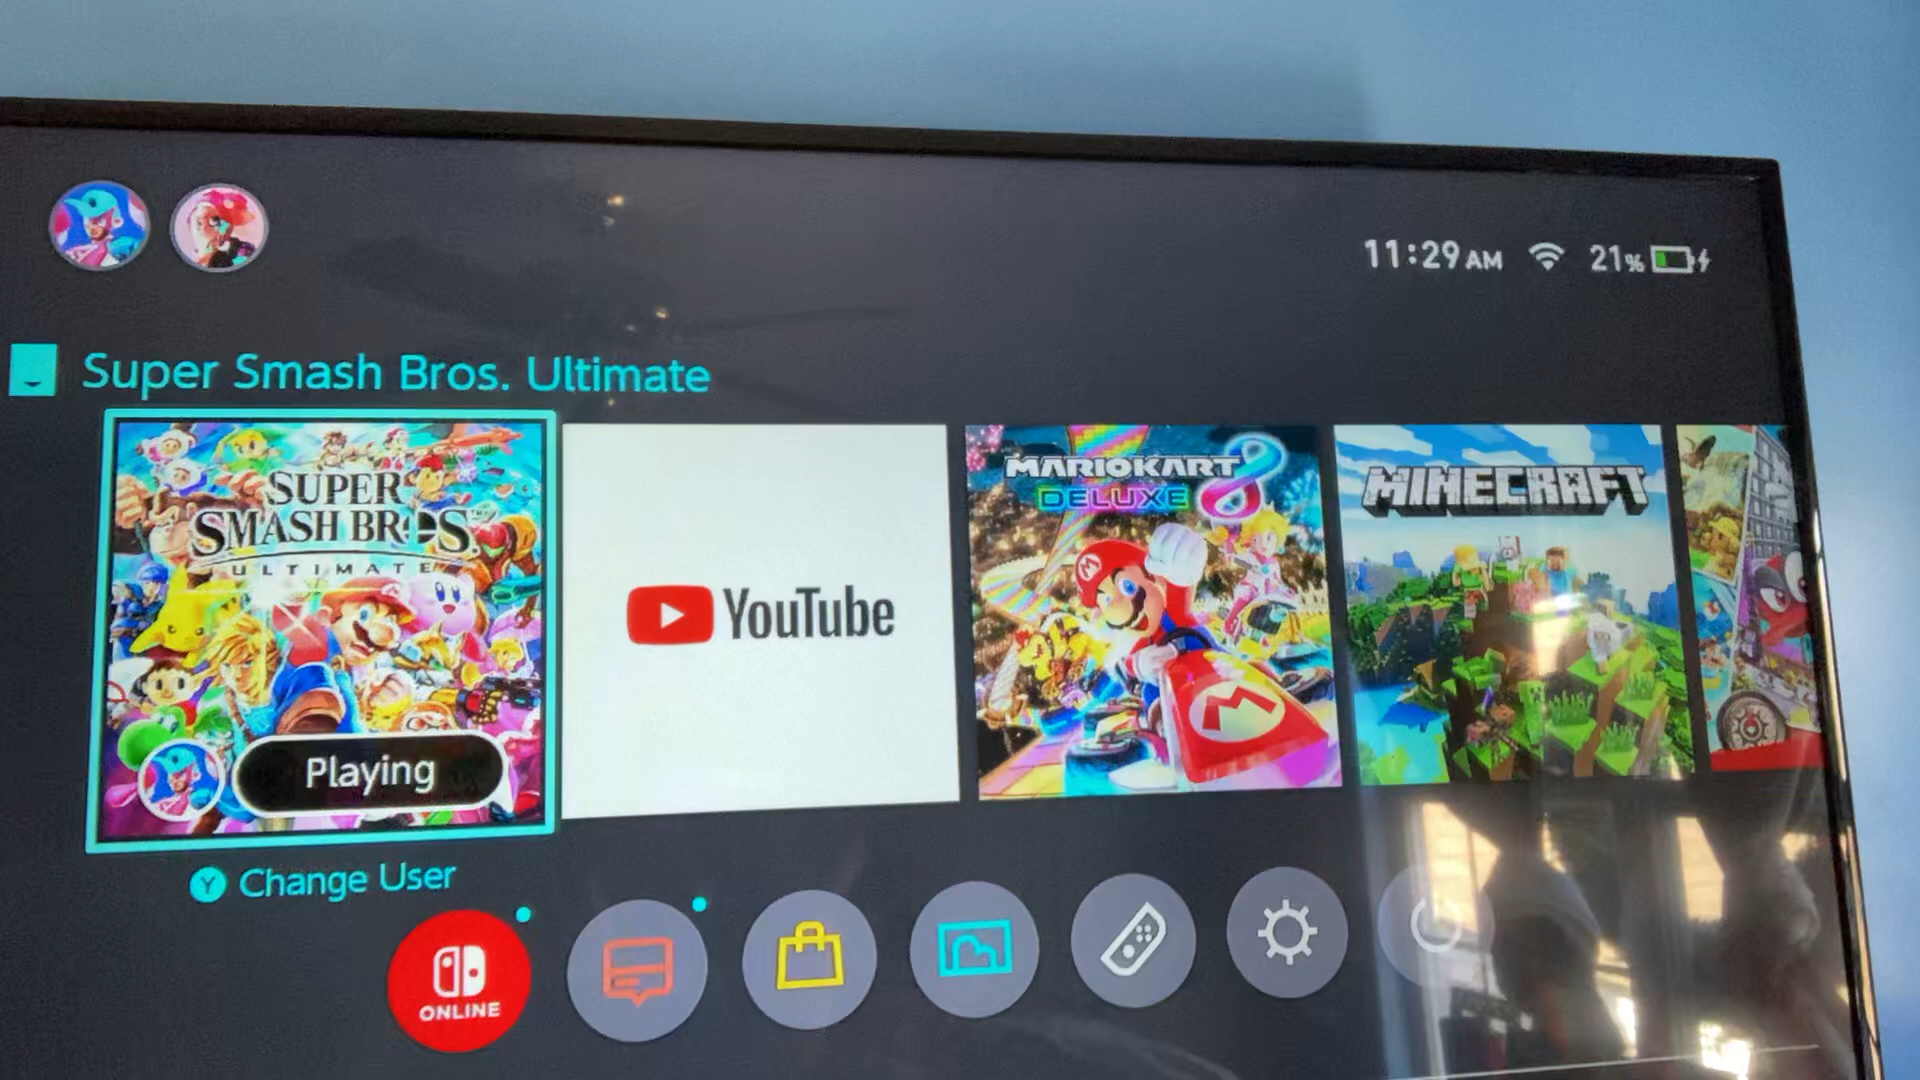 11:29 AM 21%
Super Smash Bros. Ultimate
SUPER
SMASH BROS.
ULTIMATE
Playing
YouTube
MARIOKART 8
DELUXE
M
M
MINECRAFT
Y Change User
ONLINE